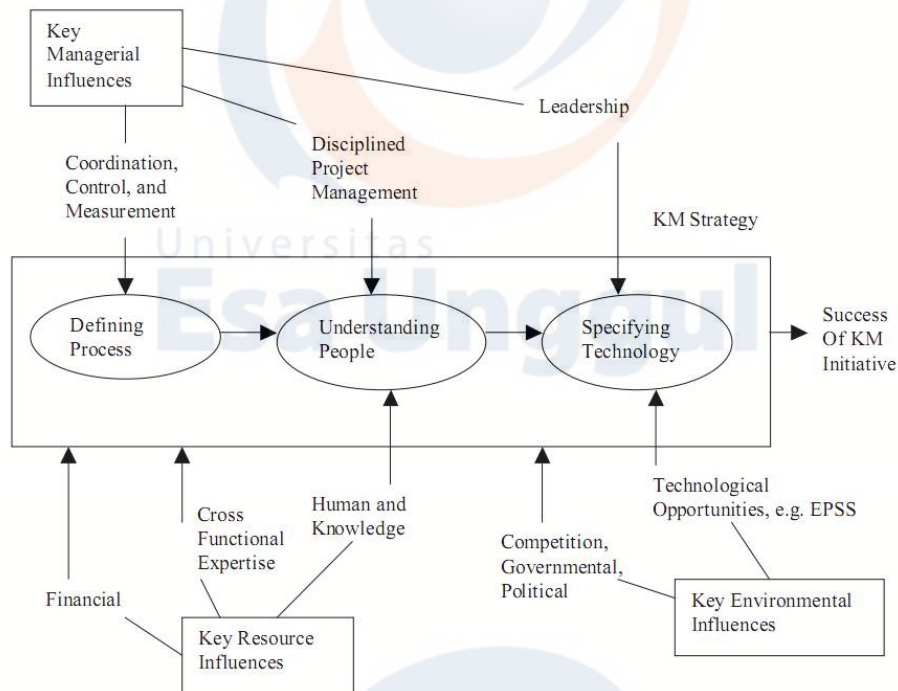 Key
Managerial
Influences
Leadership
Coordination,
Control, and
Measurement
Disciplined
Project
Management
KM Strategy
Universitas
Esa Unggul
Defining
Process
Understanding
People
Specifying
Technology
Success
Of KM
Initiative
Financial
Cross
Functional
Expertise
Human and
Knowledge
Competition,
Governmental,
Political
Technological
Opportunities, e.g. EPSS
Key Resource
Influences
Key Environmental
Influences